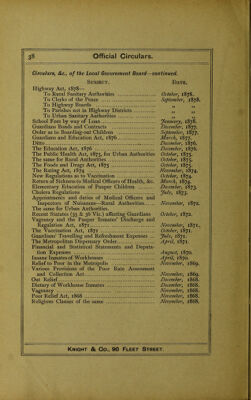 38 Official Circulars.
Circulars, &c., of the Local Government Board—continued.
Subject. Date.
Highway Act, 1878—
To Rural Sanitary Authorities October, 1878.
To Clerks of the Peace September, 1878.
To Highway Boards " "
To Parishes not in Highway Districts " "
To Urban Sanitary Authorities " "
School Fees by way of Loan January, 1878.
Guardians Bonds and Contracts December, 1877.
Order as to Boarding-out Children September, 1877.
Guardians and Education Act, 1876 March, 1877.
Ditto December, 1876.
The Education Act, 1876 December, 1876.
The Public Health Act, 1875, for Urban Authorities October, 1875.
The same for Rural Authorities October, 1875.
The Foods and Drugs Act, 1875 October, 1875.
The Rating Act, 1874 November, 1874.
New Regulations as to Vaccination October, 1874.
Return of Sickness to Medical Officers of Health, &c.
Elementary Education of Pauper Children December, 1873.
Cholera Regulations July, 1873.
Appointments and duties of Medical Officers and
Inspectors of Nuisances—Rural Authorities November, 1872.
The same for Urban Authorities.
Recent Statutes (35 & 36 Vic.) affecting Guardians October, 1872.
Vagrancy and the Pauper Inmates' Discharge and
Regulation Act, 1871 November, 1871.
The Vaccination Act, 1871 October, 1871.
Guardians' Travelling and Refreshment Expenses July, 1871.
The Metropolitan Dispensary Order April, 1871.
Financial and Statistical Statements and Deputation
Expenses August, 1870.
Insane Inmates of Workhouses April, 1870.
Relief to Poor in the Metropolis November, 1869.
Various Provisions of the Poor Rate Assessment
and Collection Act November, 1869.
Out Relief December, 1868.
Dietary of Workhouse Inmates December, 1868.
Vagrancy November, 1868.
Poor Relief Act, 1868 November, 1868.
Religious Clauses of the same November, 1868.
Knight & Co., 90 Fleet Street.